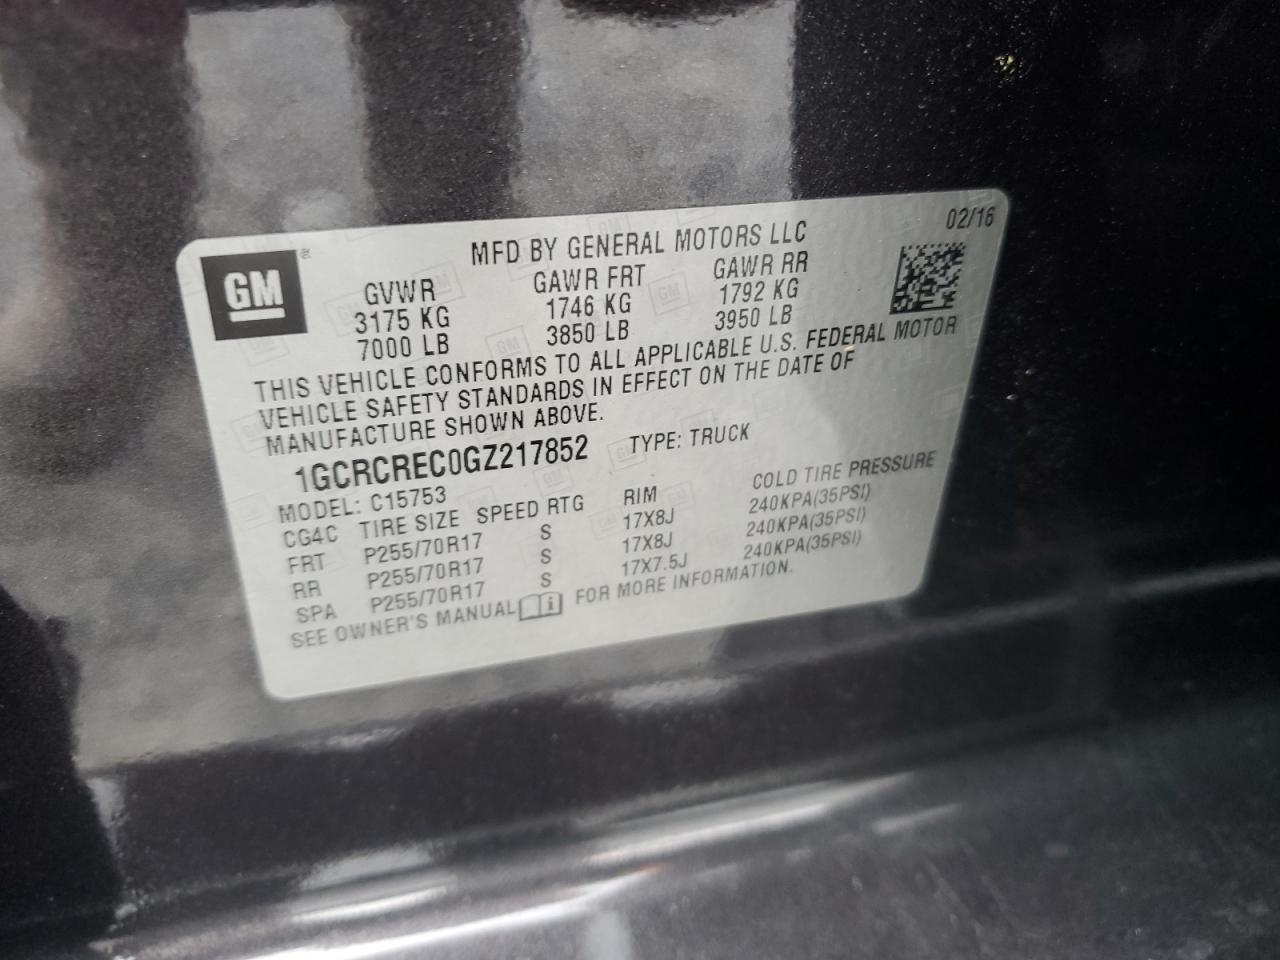 GM
MFD BY GENERAL MOTORS LLC
02/16
GVWR GAWR FRT GAWR RR
3175 KG 1746 KG 1792 KG
7000 LB 3850 LB 3950 LB
THIS VEHICLE CONFORMS TO ALL APPLICABLE U.S. FEDERAL MOTOR
VEHICLE SAFETY STANDARDS IN EFFECT ON THE DATE OF
MANUFACTURE SHOWN ABOVE.
1GCRCREC0GZ217852 TYPE: TRUCK
MODEL: C15753
CG4C TIRE SIZE SPEED RTG RIM COLD TIRE PRESSURE
FRT P255/70R17 S 17X8J 240KPA(35PSI)
RR P255/70R17 S 17X8J 240KPA(35PSI)
SPA P255/70R17 S 17X7.5J 240KPA(35PSI)
SEE OWNER'S MANUAL FOR MORE INFORMATION.